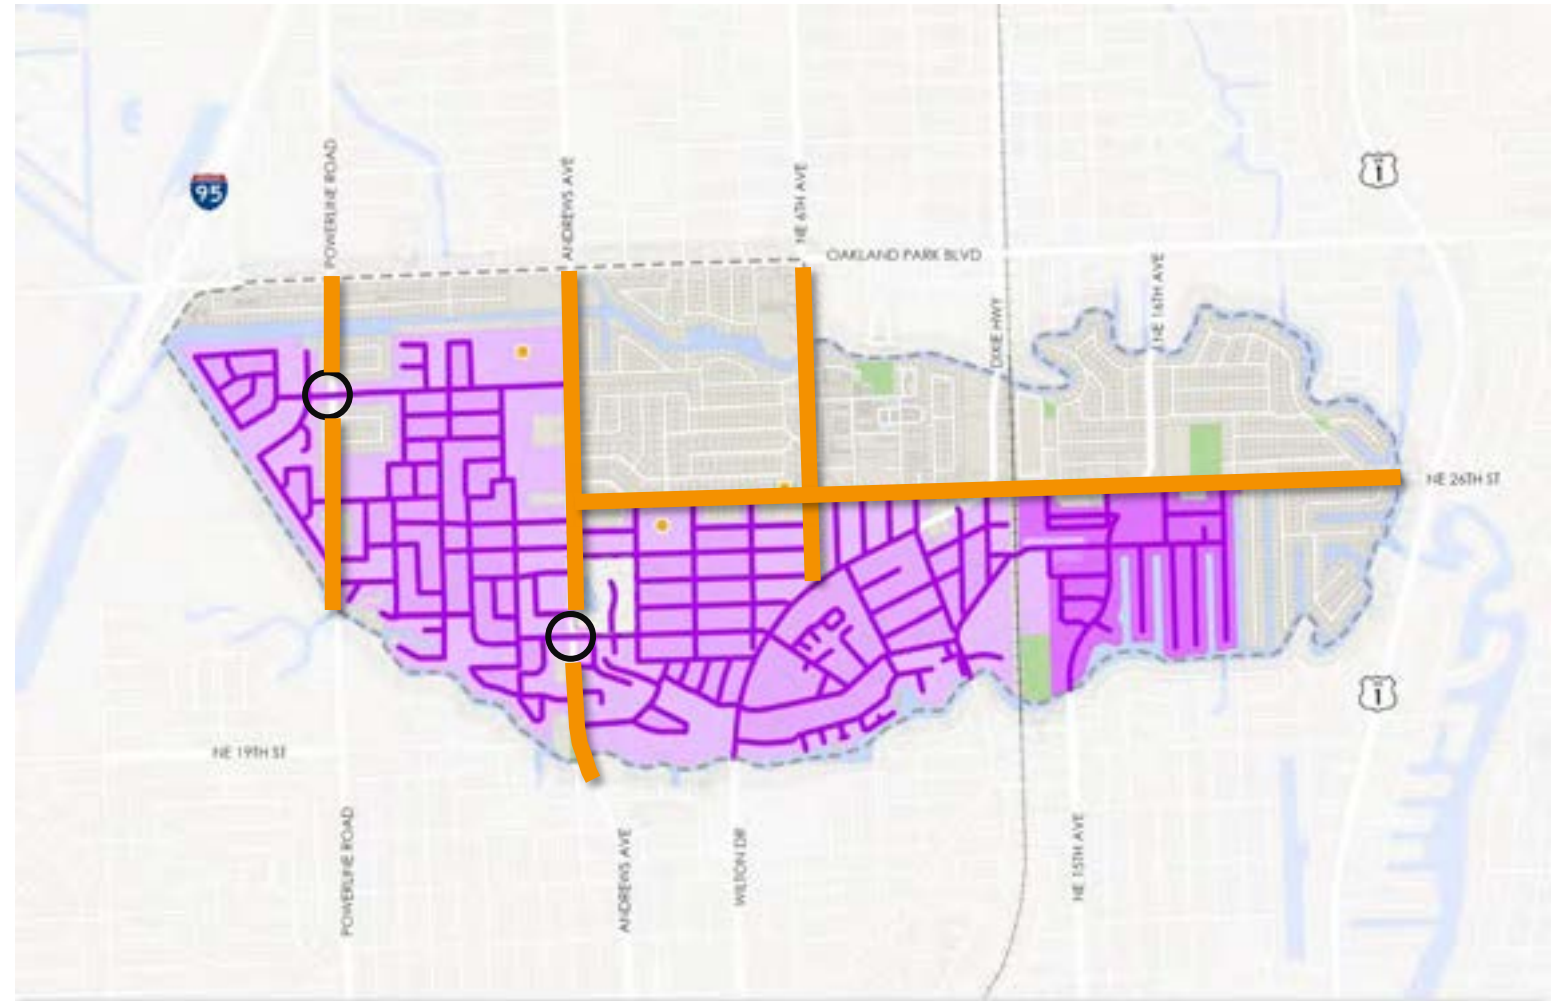 1
95
POWERLINE ROAD
ANDREWS AVE
NE 6TH AVE
OAKLAND PARK BLVD
NE 16TH AVE
DIXIE HWY
NE 26TH ST
1
NE 19TH ST
POWERLINE ROAD
ANDREWS AVE
WILTON DR
NE 15TH AVE